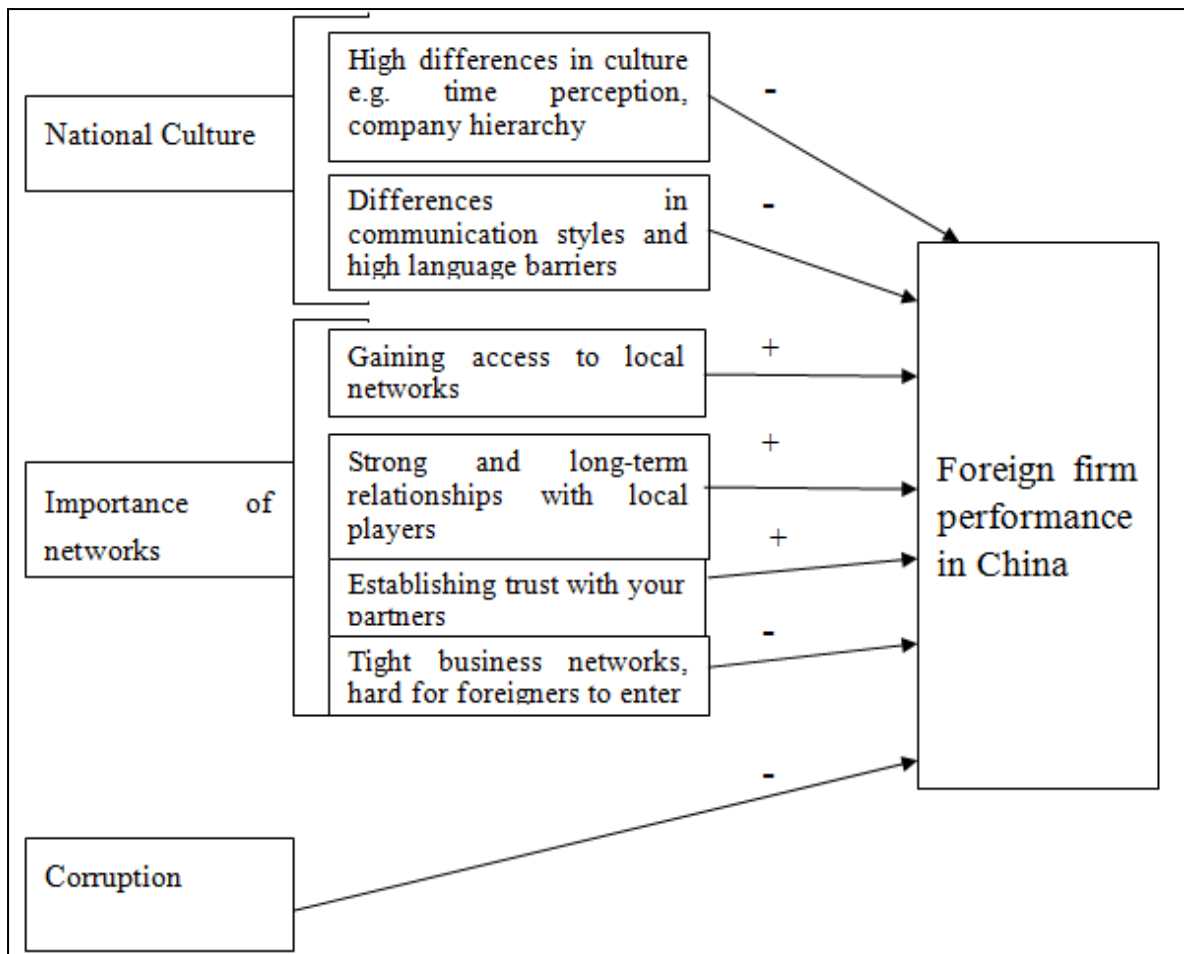 National Culture
High differences in culture
e.g. time perception,
company hierarchy
-
Differences in
communication styles and
high language barriers
-
Importance of
networks
Gaining access to local
networks
+
Strong and long-term
relationships with local
players
+
Establishing trust with your
partners
+
Tight business networks,
hard for foreigners to enter
-
Corruption
-
Foreign firm
performance
in China